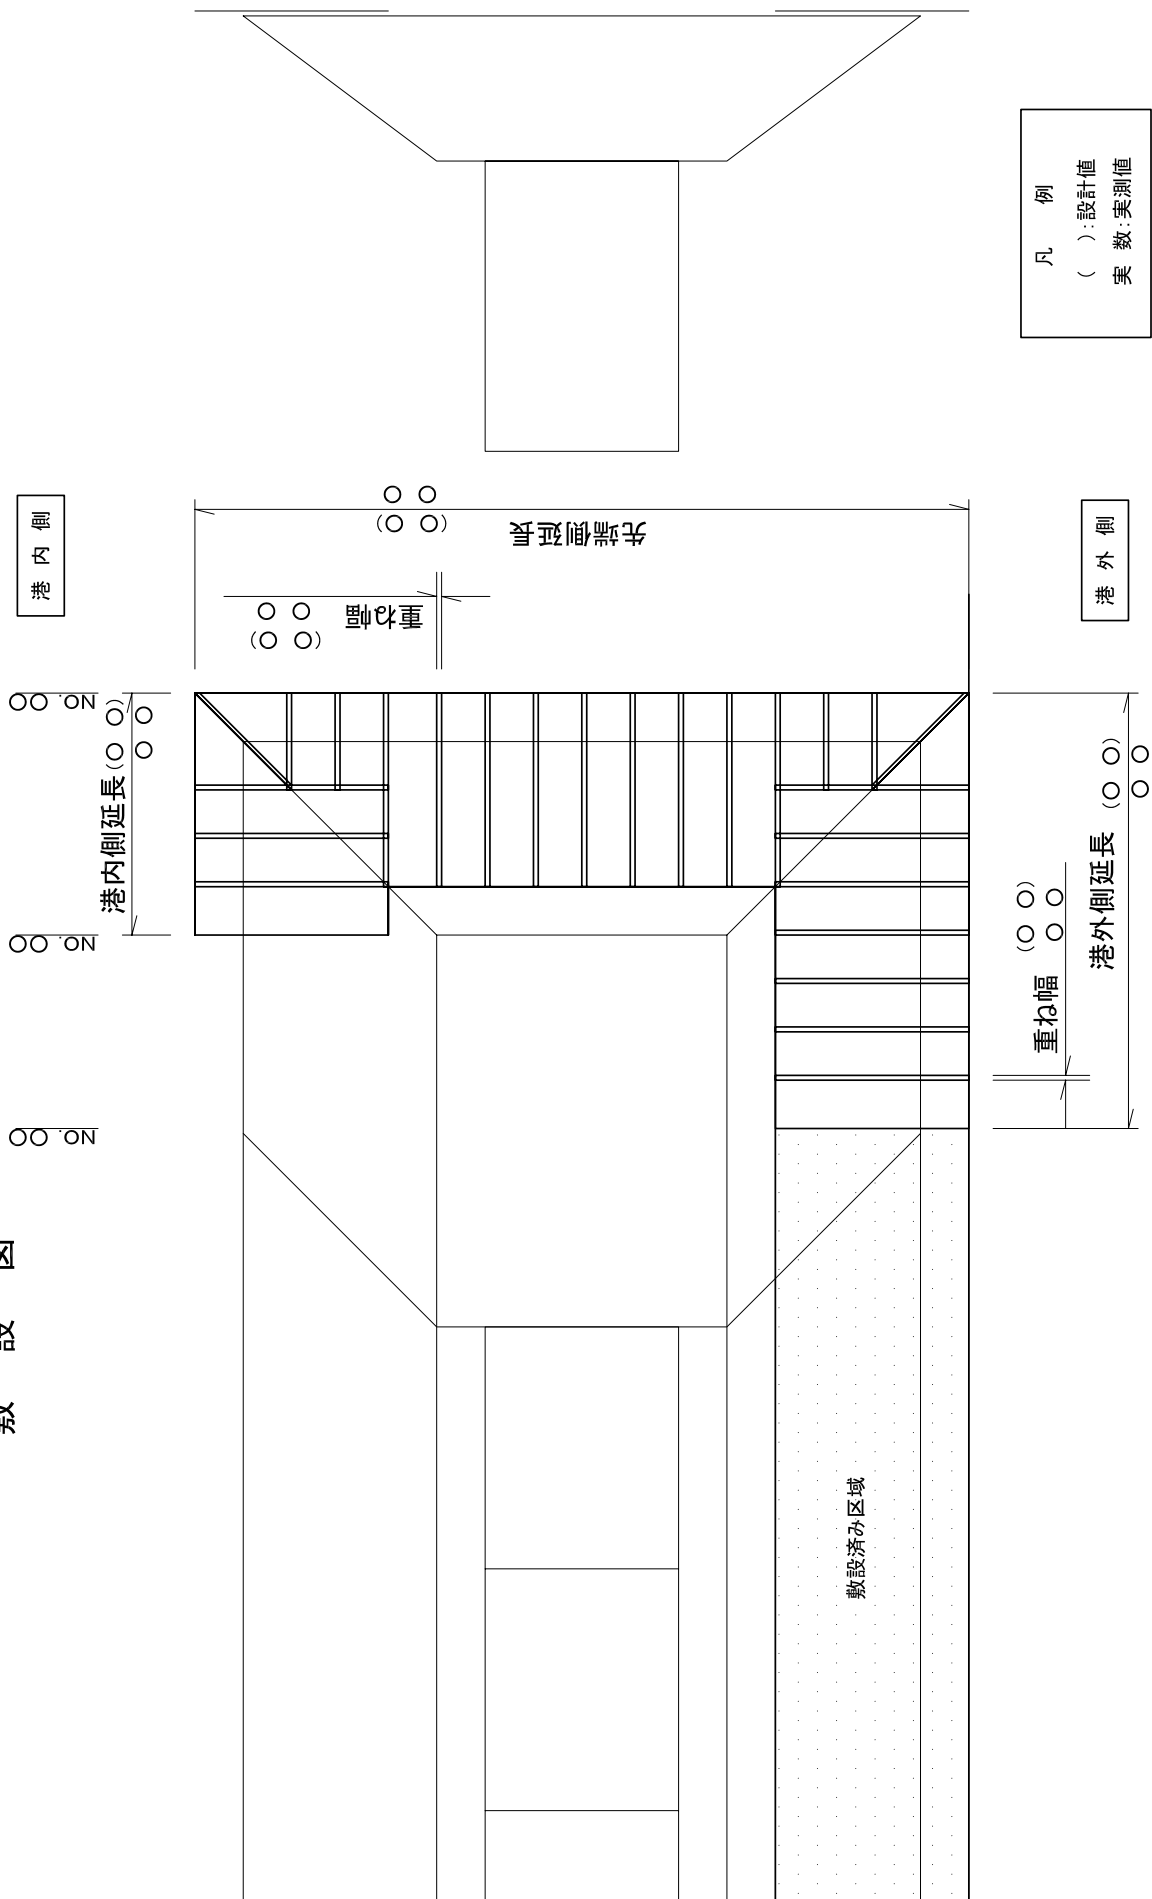 敷 設 図
港 内 側
NO. ○○
NO. ○○
NO. ○○
港内側延長 (○ ○)
○ ○
○ ○
(○ ○)
先端側延長
○ ○
(○ ○)
重ね幅
凡 例
( ):設計値
実 数:実測値
港 外 側
重ね幅 (○ ○)
○ ○
港外側延長 (○ ○)
○ ○
敷設済み区域